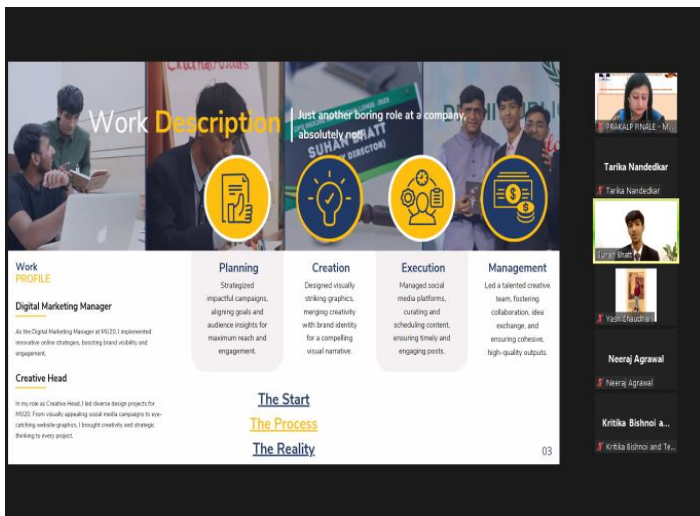 Work Description
Just another boring role at a company,
absolutely not!
SUHAN BHATT
DIRECTOR)
Work
PROFILE
Digital Marketing Manager
As the Digital Marketing Manager at MU20, I implemented
innovative online strategies, boosting brand visibility and
engagement.
Creative Head
In my role as Creative Head, I led diverse design projects for
MU20. From visually appealing social media campaigns to eye-
catching website graphics, I brought creativity and strategic
thinking to every project.
Planning
Strategized
impactful campaigns,
aligning goals and
audience insights for
maximum reach and
engagement.
Creation
Designed visually
striking graphics,
merging creativity
with brand identity
for a compelling
visual narrative.
Execution
Managed social
media platforms,
curating and
scheduling content,
ensuring timely and
engaging posts.
Management
Led a talented creative
team, fostering
collaboration, idea
exchange, and
ensuring cohesive,
high-quality outputs.
The Start
The Process
The Reality
03
PRAKALP FINALE - M...
Tarika Nandedkar
Tarika Nandedkar
Suhan Bhatt
Yash Chaudhari
Neeraj Agrawal
Neeraj Agrawal
Kritika Bishnoi a...
Kritika Bishnoi and Te...